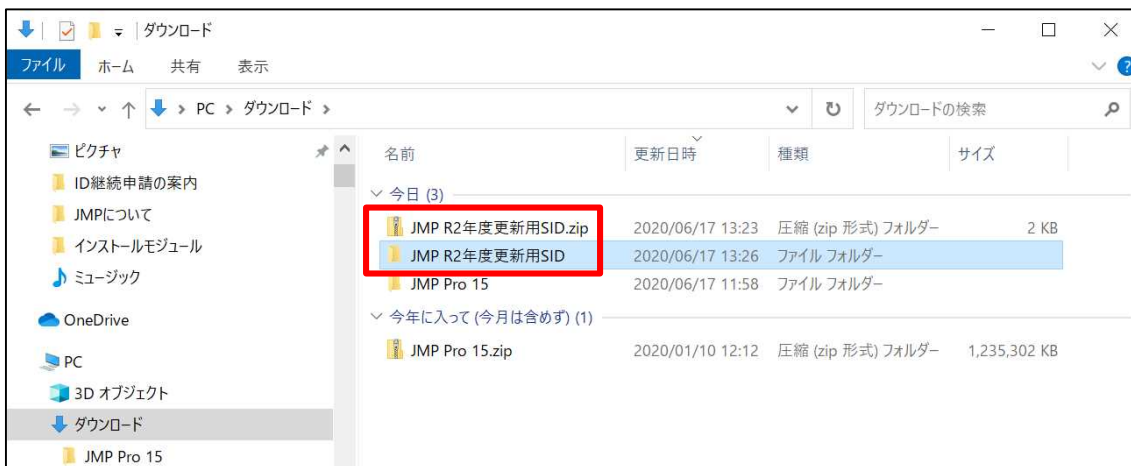 ダウンロード
ファイル ホーム 共有 表示
PC > ダウンロード > ダウンロードの検索
ピクチャ
ID継続申請の案内
JMPについて
インストールモジュール
ミュージック
OneDrive
PC
3D オブジェクト
ダウンロード
JMP Pro 15
名前 更新日時 種類 サイズ
今日 (3)
JMP R2年度更新用SID.zip 2020/06/17 13:23 圧縮 (zip 形式) フォルダー 2 KB
JMP R2年度更新用SID 2020/06/17 13:26 ファイル フォルダー
JMP Pro 15 2020/06/17 11:58 ファイル フォルダー
今年に入って (今月は含めず) (1)
JMP Pro 15.zip 2020/01/10 12:12 圧縮 (zip 形式) フォルダー 1,235,302 KB